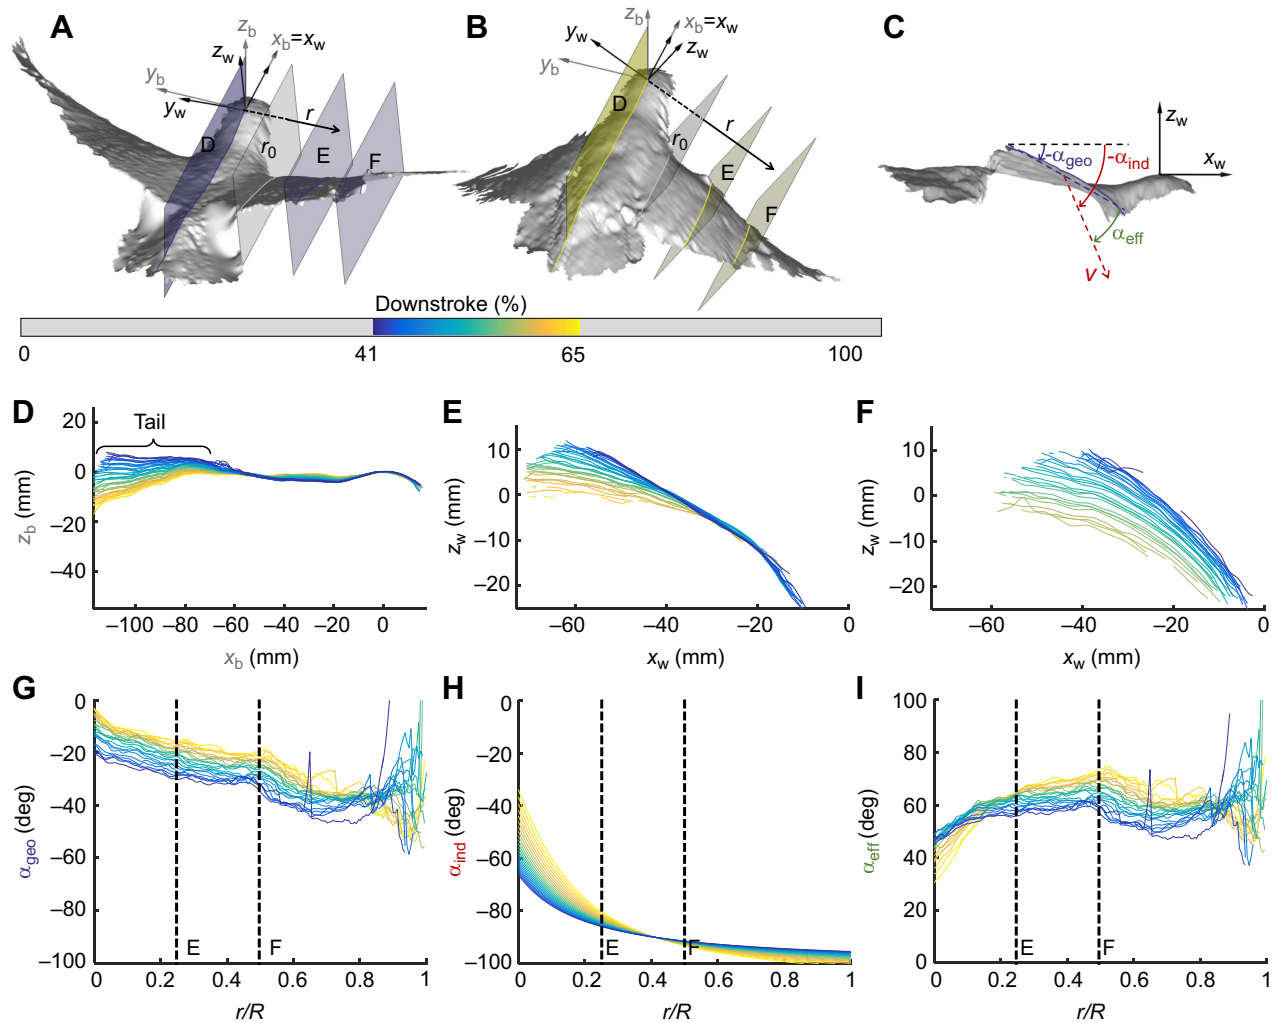 A
B
C
z_b
x_b=x_w
z_w
y_b
y_w
r
D
r_0
E
F
z_b
x_b=x_w
y_w
z_w
y_b
D
r
r_0
E
F
z_w
-α_geo
-α_ind
x_w
α_eff
v
Downstroke (%)
0
41
65
100
D
E
F
Tail
20
0
–20
–40
z_b (mm)
–100
–80
–60
–40
–20
0
x_b (mm)
10
0
–10
–20
z_w (mm)
–60
–40
–20
0
x_w (mm)
10
0
–10
–20
z_w (mm)
–60
–40
–20
0
x_w (mm)
G
H
I
0
–20
–40
–60
–80
–100
α_geo (deg)
E
F
0
0.2
0.4
0.6
0.8
1
r/R
0
–20
–40
–60
–80
–100
α_ind (deg)
E
F
0
0.2
0.4
0.6
0.8
1
r/R
100
80
60
40
20
0
α_eff (deg)
E
F
0
0.2
0.4
0.6
0.8
1
r/R